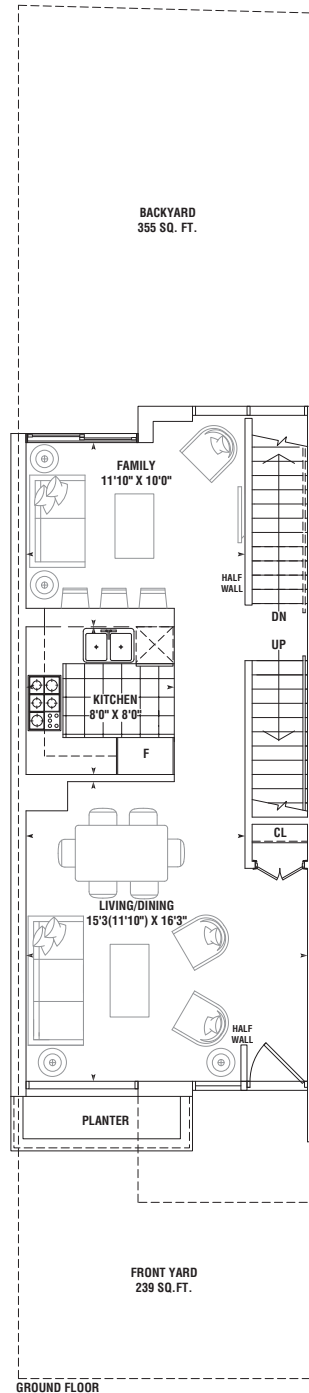 BACKYARD
355 SQ. FT.
FAMILY
11'10" X 10'0"
HALF
WALL
DN
UP
KITCHEN
8'0" X 8'0"
F
CL
LIVING/DINING
15'3(11'10") X 16'3"
HALF
WALL
PLANTER
FRONT YARD
239 SQ.FT.
GROUND FLOOR